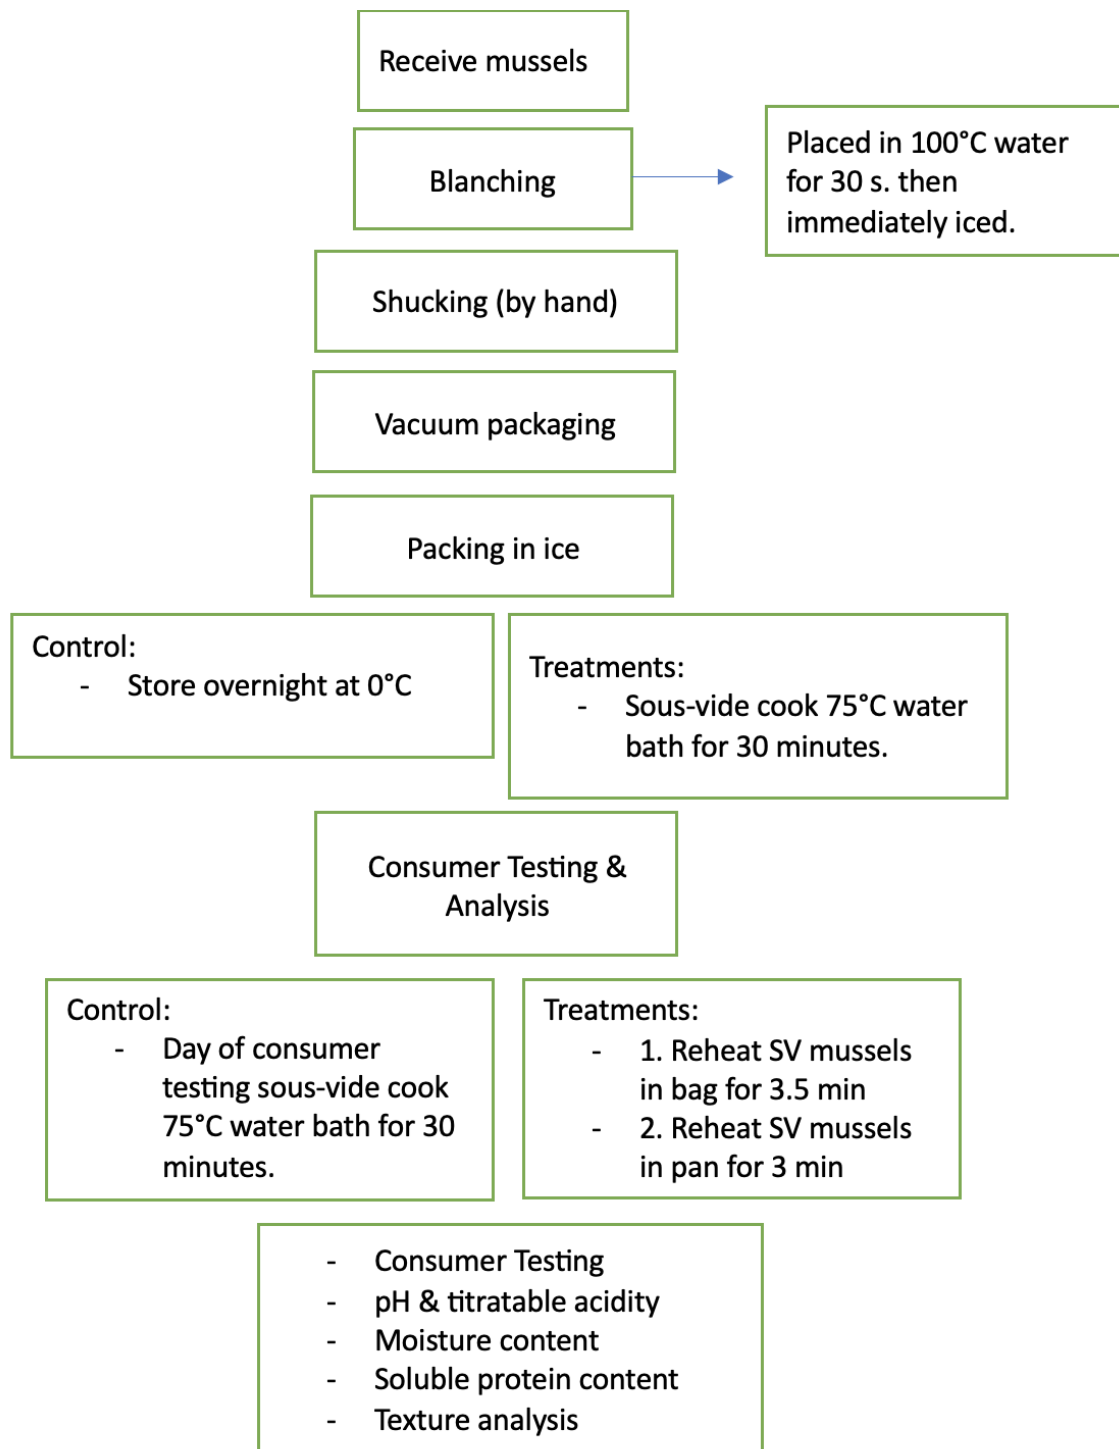 Receive mussels
Blanching
Placed in 100°C water
for 30 s. then
immediately iced.
Shucking (by hand)
Vacuum packaging
Packing in ice
Control:
- Store overnight at 0°C
Treatments:
- Sous-vide cook 75°C water
bath for 30 minutes.
Consumer Testing &
Analysis
Control:
- Day of consumer
testing sous-vide cook
75°C water bath for 30
minutes.
Treatments:
- 1. Reheat SV mussels
in bag for 3.5 min
- 2. Reheat SV mussels
in pan for 3 min
- Consumer Testing
- pH & titratable acidity
- Moisture content
- Soluble protein content
- Texture analysis